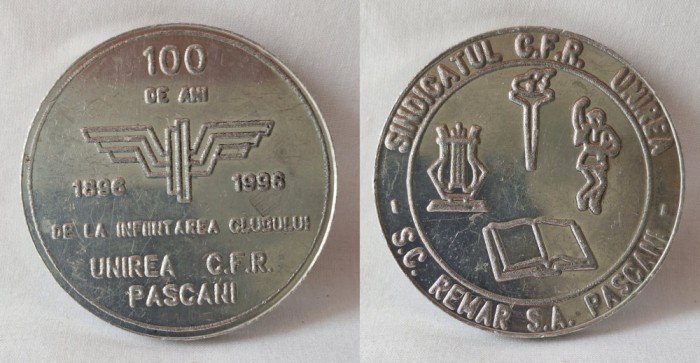 100
DE ANI
1896 1996
DE LA INFIINTAREA CLUBULUI
UNIREA C.F.R.
PASCANI
SINDICATUL C.F.R. UNIREA
- S.C. REMAR S.A. PASCANI -